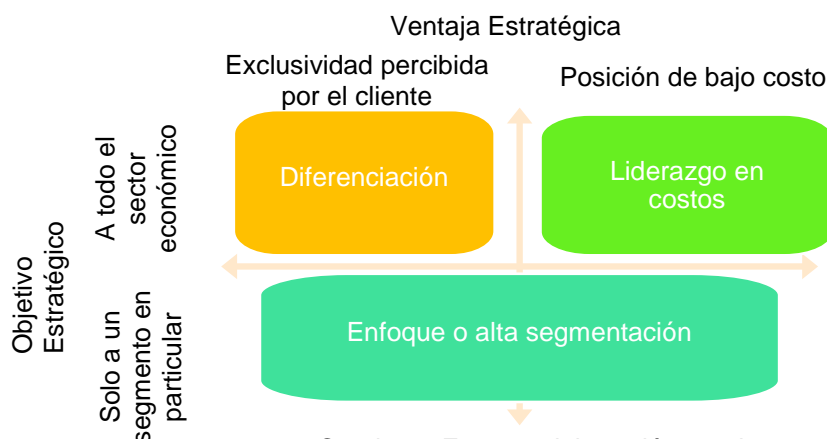 Ventaja Estratégica
Exclusividad percibida
por el cliente
Posición de bajo costo
Objetivo
Estratégico
A todo el
sector
económico
Diferenciación
Liderazgo en
costos
Solo a un
segmento en
particular
Enfoque o alta segmentación